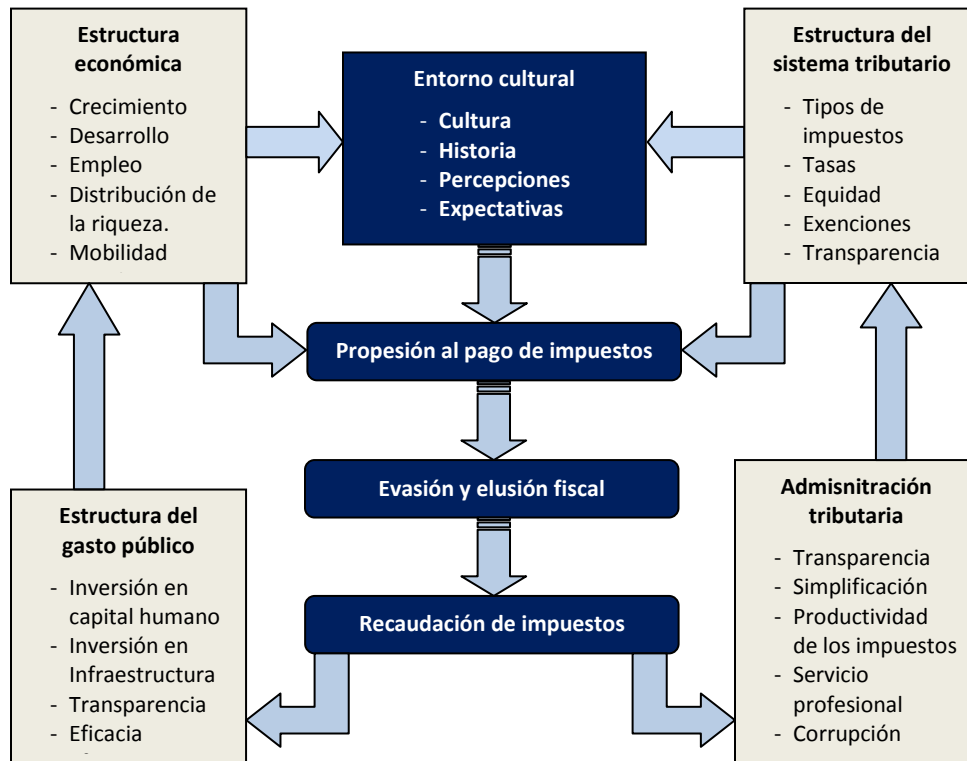 Estructura
económica
- Crecimiento
- Desarrollo
- Empleo
- Distribución de
la riqueza.
- Mobilidad
Entorno cultural
- Cultura
- Historia
- Percepciones
- Expectativas
Estructura del
sistema tributario
- Tipos de
impuestos
- Tasas
- Equidad
- Exenciones
- Transparencia
Propesión al pago de impuestos
Evasión y elusión fiscal
Recaudación de impuestos
Estructura del
gasto público
- Inversión en
capital humano
- Inversión en
Infraestructura
- Transparencia
- Eficacia
Admisnitración
tributaria
- Transparencia
- Simplificación
- Productividad
de los impuestos
- Servicio
profesional
- Corrupción